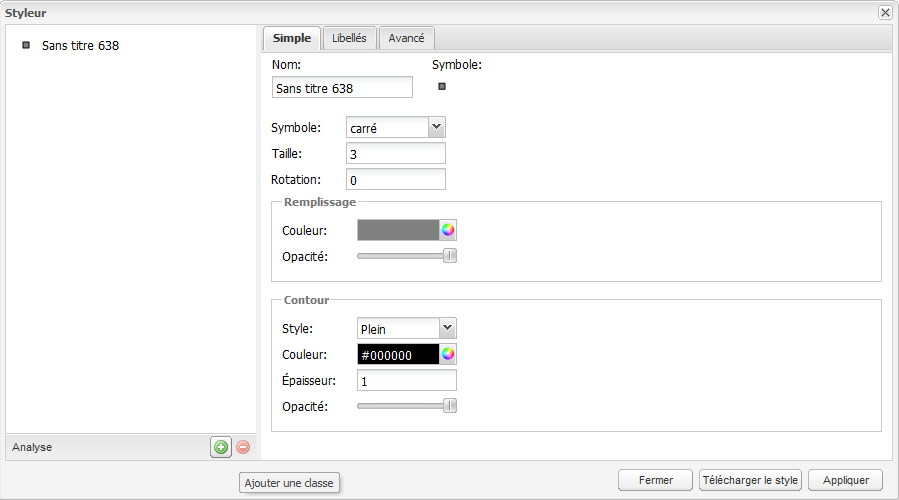 Styleur
Sans titre 638
Simple Libellés Avancé
Nom: Symbole:
Sans titre 638
Symbole: carré
Taille: 3
Rotation: 0
Remplissage
Couleur:
Opacité:
Contour
Style: Plein
Couleur: #000000
Épaisseur: 1
Opacité:
Analyse
Ajouter une classe
Fermer Télécharger le style Appliquer